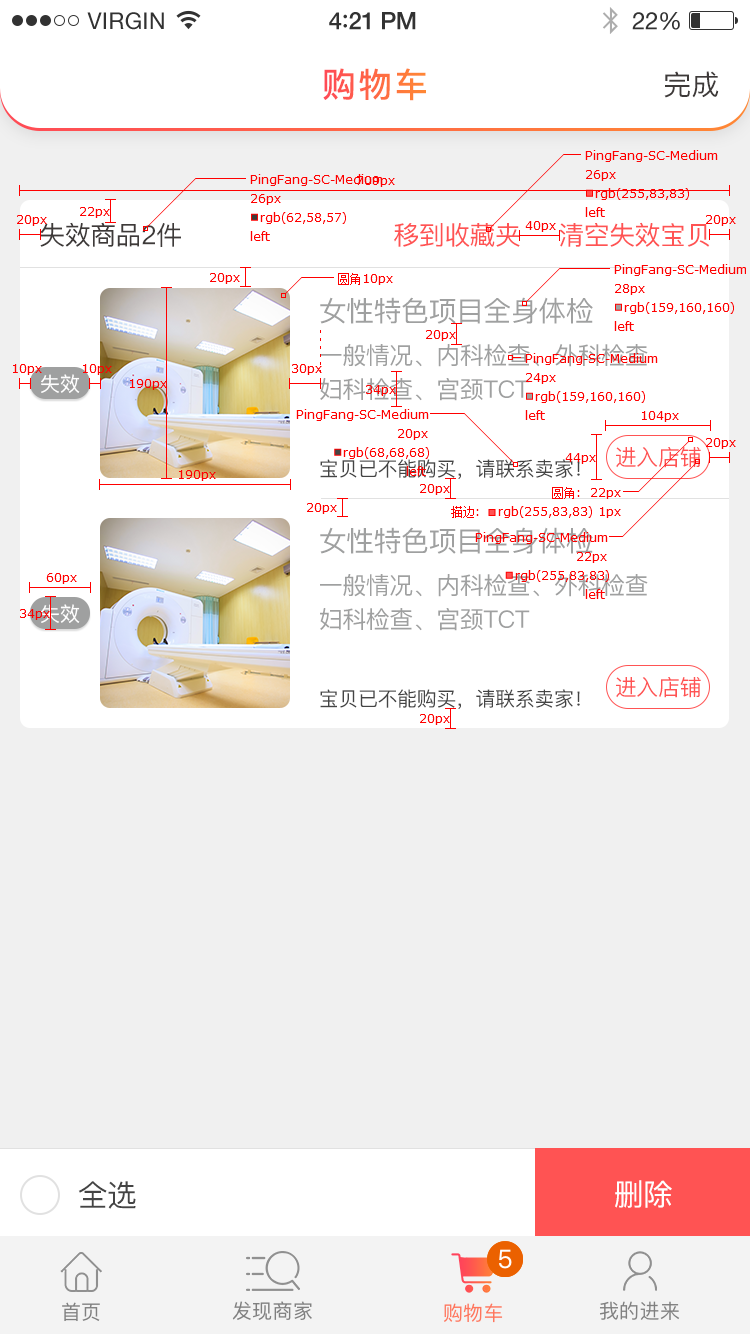 VIRGIN
4:21 PM
22%
购物车
完成
PingFang-SC-Medium
26px
rgb(255,83,83)
left
709px
PingFang-SC-Medium
26px
rgb(62,58,57)
left
22px
20px
失效商品2件
移到收藏夹
40px
清空失效宝贝
20px
20px
圆角10px
PingFang-SC-Medium
28px
rgb(159,160,160)
left
女性特色项目全身体检
20px
一般情况、内科检查、外科检查
妇科检查、宫颈TCT
PingFang-SC-Medium
24px
rgb(159,160,160)
left
10px
失效
10px
190px
30px
34px
PingFang-SC-Medium
20px
rgb(68,68,68)
left
104px
44px
进入店铺
20px
宝贝已不能购买，请联系卖家！
190px
20px
圆角：22px
描边：rgb(255,83,83) 1px
20px
女性特色项目全身体检
PingFang-SC-Medium
22px
rgb(255,83,83)
left
一般情况、内科检查、外科检查
妇科检查、宫颈TCT
60px
34px
失效
宝贝已不能购买，请联系卖家！
进入店铺
20px
全选
删除
5
首页
发现商家
购物车
我的进来